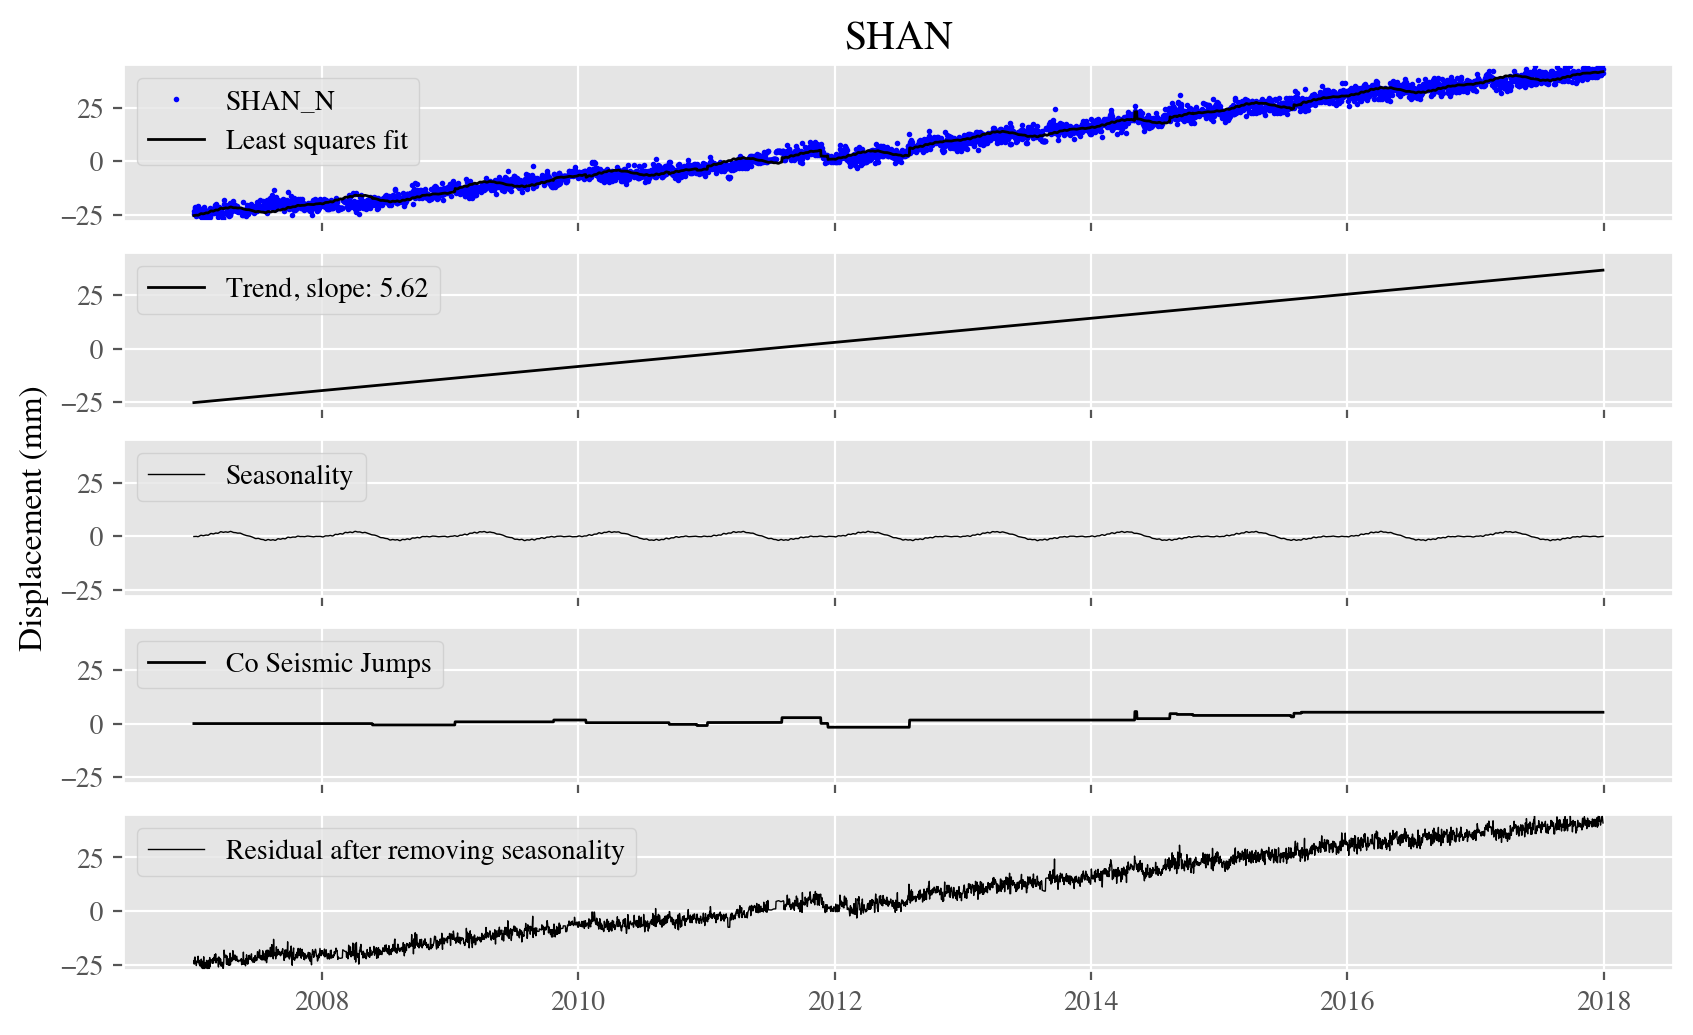 SHAN
SHAN_N
Least squares fit
25
0
−25
Trend, slope: 5.62
25
0
−25
Displacement (mm)
Seasonality
25
0
−25
Co Seismic Jumps
25
0
−25
Residual after removing seasonality
25
0
−25
2008 2010 2012 2014 2016 2018